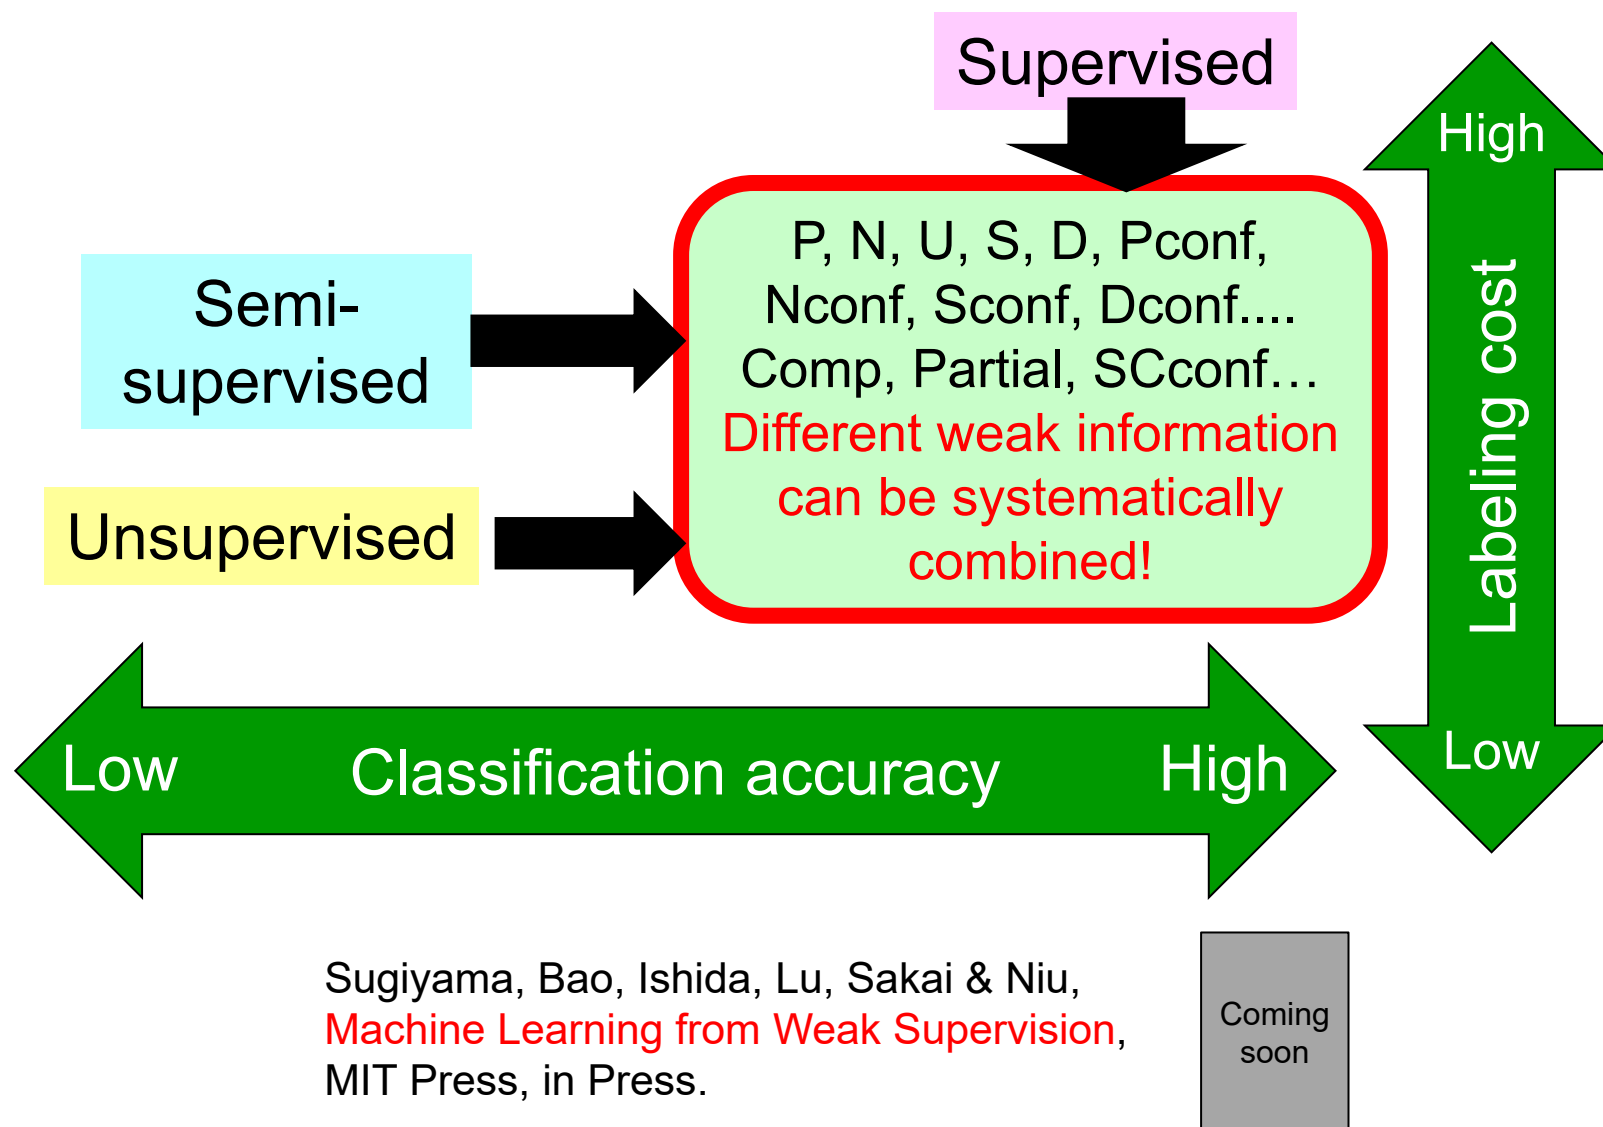 Supervised
High
P, N, U, S, D, Pconf,
Nconf, Sconf, Dconf....
Comp, Partial, SCconf…
Different weak information
can be systematically
combined!
Semi-
supervised
Unsupervised
Labeling cost
Low
Low
Classification accuracy
High
Sugiyama, Bao, Ishida, Lu, Sakai & Niu,
Machine Learning from Weak Supervision,
MIT Press, in Press.
Coming
soon